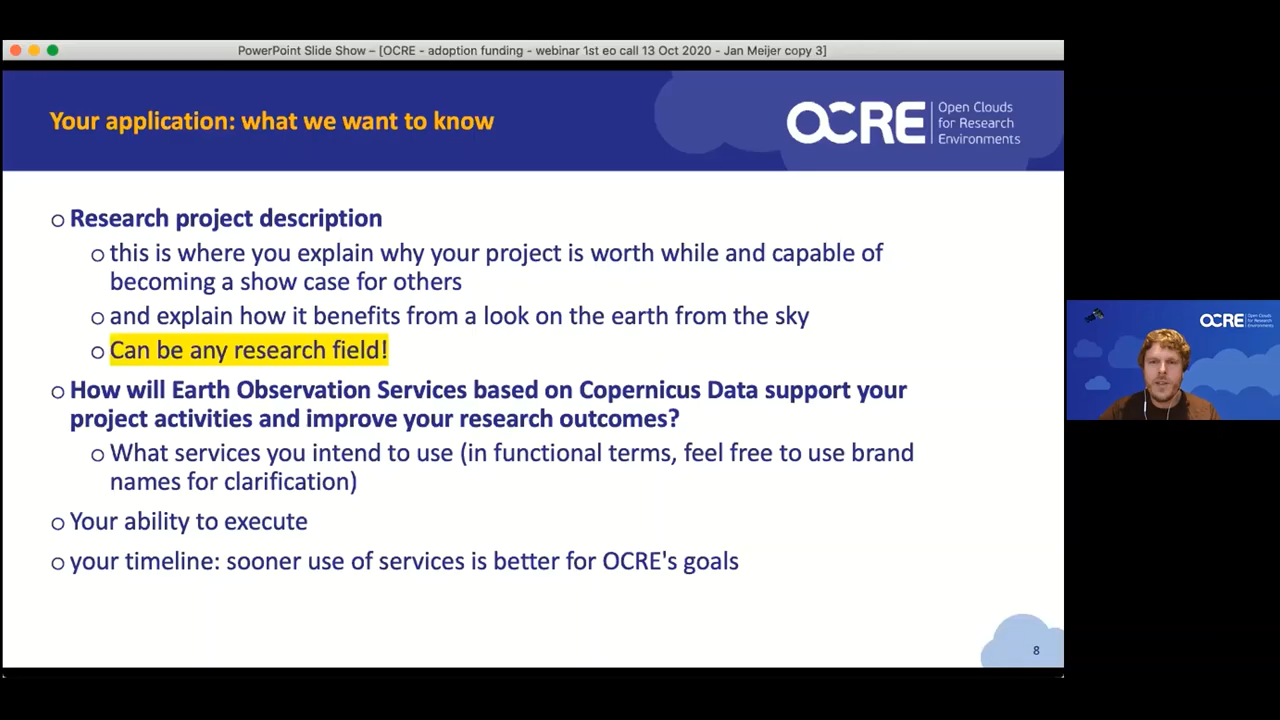 PowerPoint Slide Show – [OCRE - adoption funding - webinar 1st eo call 13 Oct 2020 - Jan Meijer copy 3]
Your application: what we want to know
OCRE
Open Clouds
for Research
Environments
Research project description
this is where you explain why your project is worth while and capable of
becoming a show case for others
and explain how it benefits from a look on the earth from the sky
Can be any research field!
How will Earth Observation Services based on Copernicus Data support your
project activities and improve your research outcomes?
What services you intend to use (in functional terms, feel free to use brand
names for clarification)
Your ability to execute
your timeline: sooner use of services is better for OCRE's goals
8
OCRE
Open Clouds
for Research
Environments